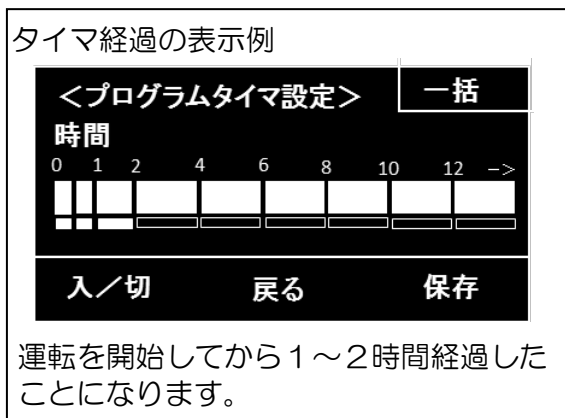 タイマ経過の表示例
＜プログラムタイマ設定＞ 一括
時間
0 1 2 4 6 8 10 12 ->
入／切 戻る 保存
運転を開始してから１～２時間経過した
ことになります。